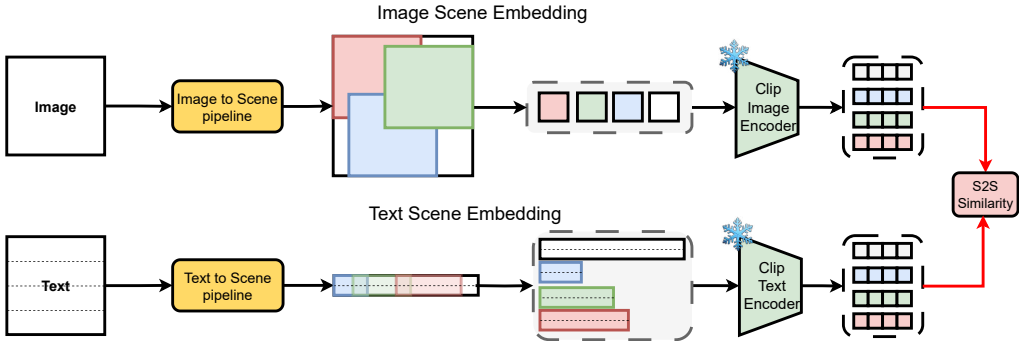 Image Scene Embedding
Image
Image to Scene
pipeline
Clip
Image
Encoder
S2S
Similarity
Text Scene Embedding
Text
Text to Scene
pipeline
Clip
Text
Encoder